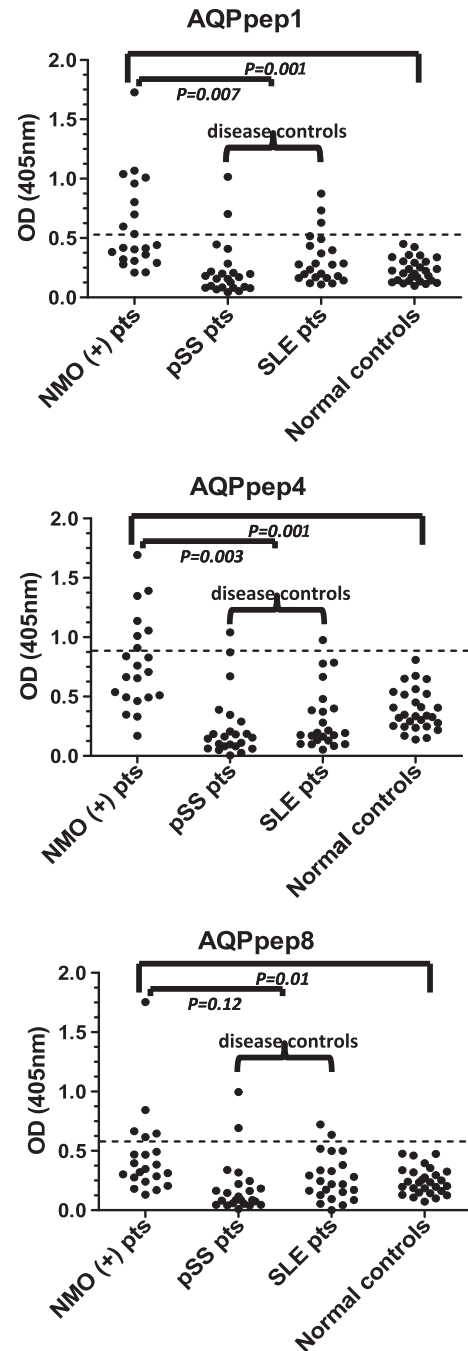 AQPpep1
P=0.001
P=0.007
disease controls
OD (405nm)
2.0
1.5
1.0
0.5
0.0
NMO (+) pts
pSS pts
SLE pts
Normal controls
AQPpep4
P=0.001
P=0.003
disease controls
OD (405nm)
2.0
1.5
1.0
0.5
0.0
NMO (+) pts
pSS pts
SLE pts
Normal controls
AQPpep8
P=0.01
P=0.12
disease controls
OD (405nm)
2.0
1.5
1.0
0.5
0.0
NMO (+) pts
pSS pts
SLE pts
Normal controls